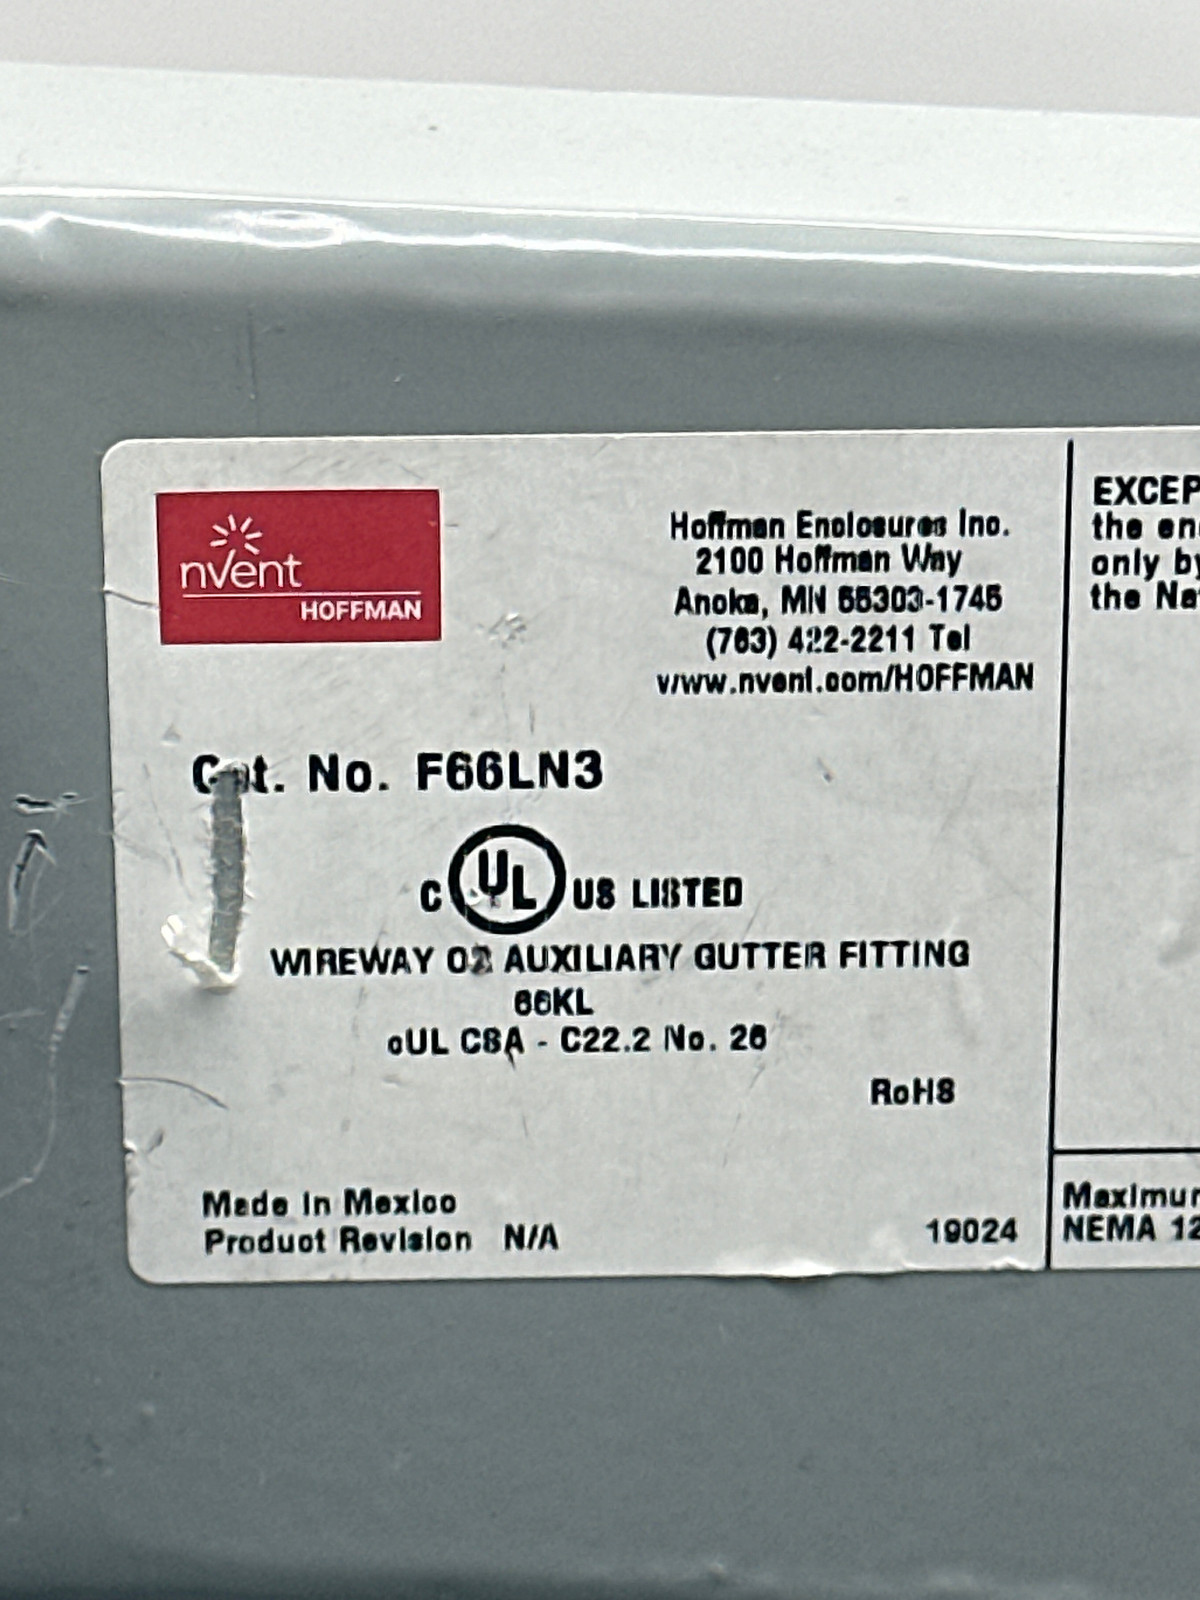 nvent
HOFFMAN
Hoffman Enclosures Inc.
2100 Hoffman Way
Anoka, MN 55303-1745
(763) 422-2211 Tel
www.nvent.com/HOFFMAN
Cat. No. F66LN3
C UL US LISTED
WIREWAY OR AUXILIARY GUTTER FITTING
66KL
cUL CSA - C22.2 No. 26
RoHS
Made in Mexico
Product Revision N/A
19024
EXCEP
the en
only by
the Na
Maximur
NEMA 12